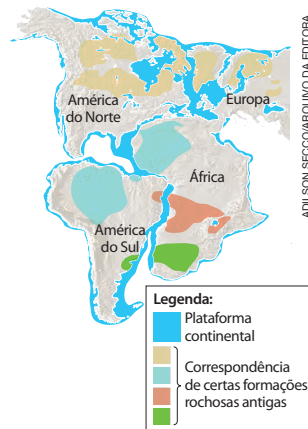 América
do Norte
Europa
África
América
do Sul
ADILSON SECCO/ARQUIVO DA EDITORA
Legenda:
Plataforma
continental
Correspondência
de certas formações
rochosas antigas